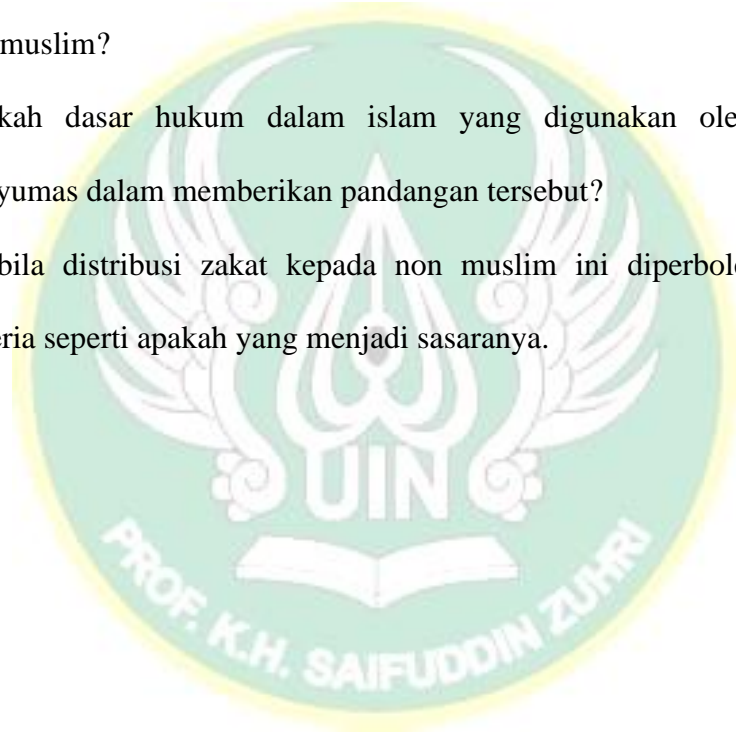 muslim?
kah dasar hukum dalam islam yang digunakan ole
yumas dalam memberikan pandangan tersebut?
bila distribusi zakat kepada non muslim ini diperbole
eria seperti apakah yang menjadi sasaranya.
UIN
PROF. K.H. SAIFUDDIN ZUHRI